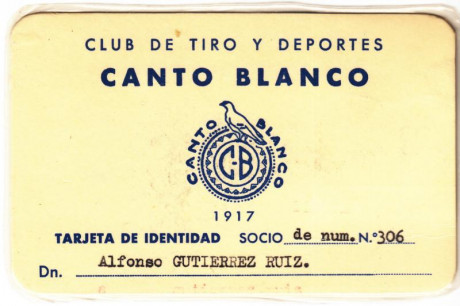 CLUB DE TIRO Y DEPORTES
CANTO BLANCO
CANTO BLANCO
C-B
1917
TARJETA DE IDENTIDAD SOCIO de num. N.º 306
Dn. Alfonso GUTIERREZ RUIZ.